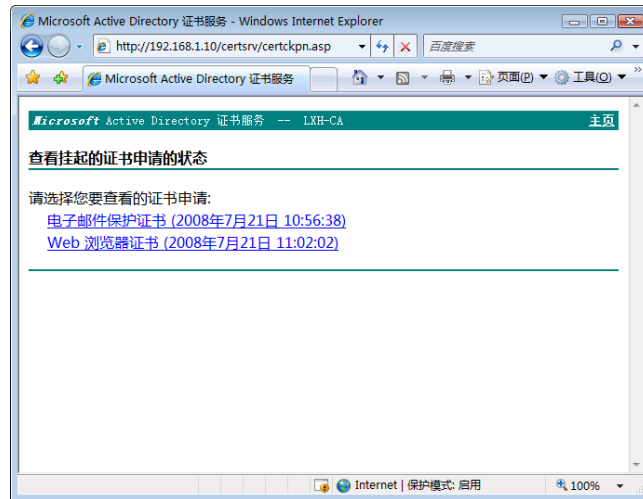 Microsoft Active Directory 证书服务 - Windows Internet Explorer
http://192.168.1.10/certsrv/certckpn.asp
百度搜索
Microsoft Active Directory 证书服务
页面(P)
工具(O)
Microsoft Active Directory 证书服务 -- LXH-CA
主页
查看挂起的证书申请的状态
请选择您要查看的证书申请:
电子邮件保护证书 (2008年7月21日 10:56:38)
Web 浏览器证书 (2008年7月21日 11:02:02)
Internet | 保护模式: 启用
100%